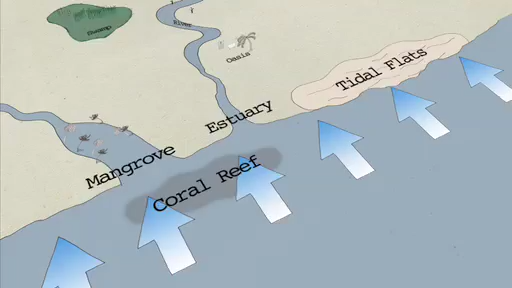 Swamp
River
Oasis
Tidal Flats
Estuary
Mangrove
Coral Reef